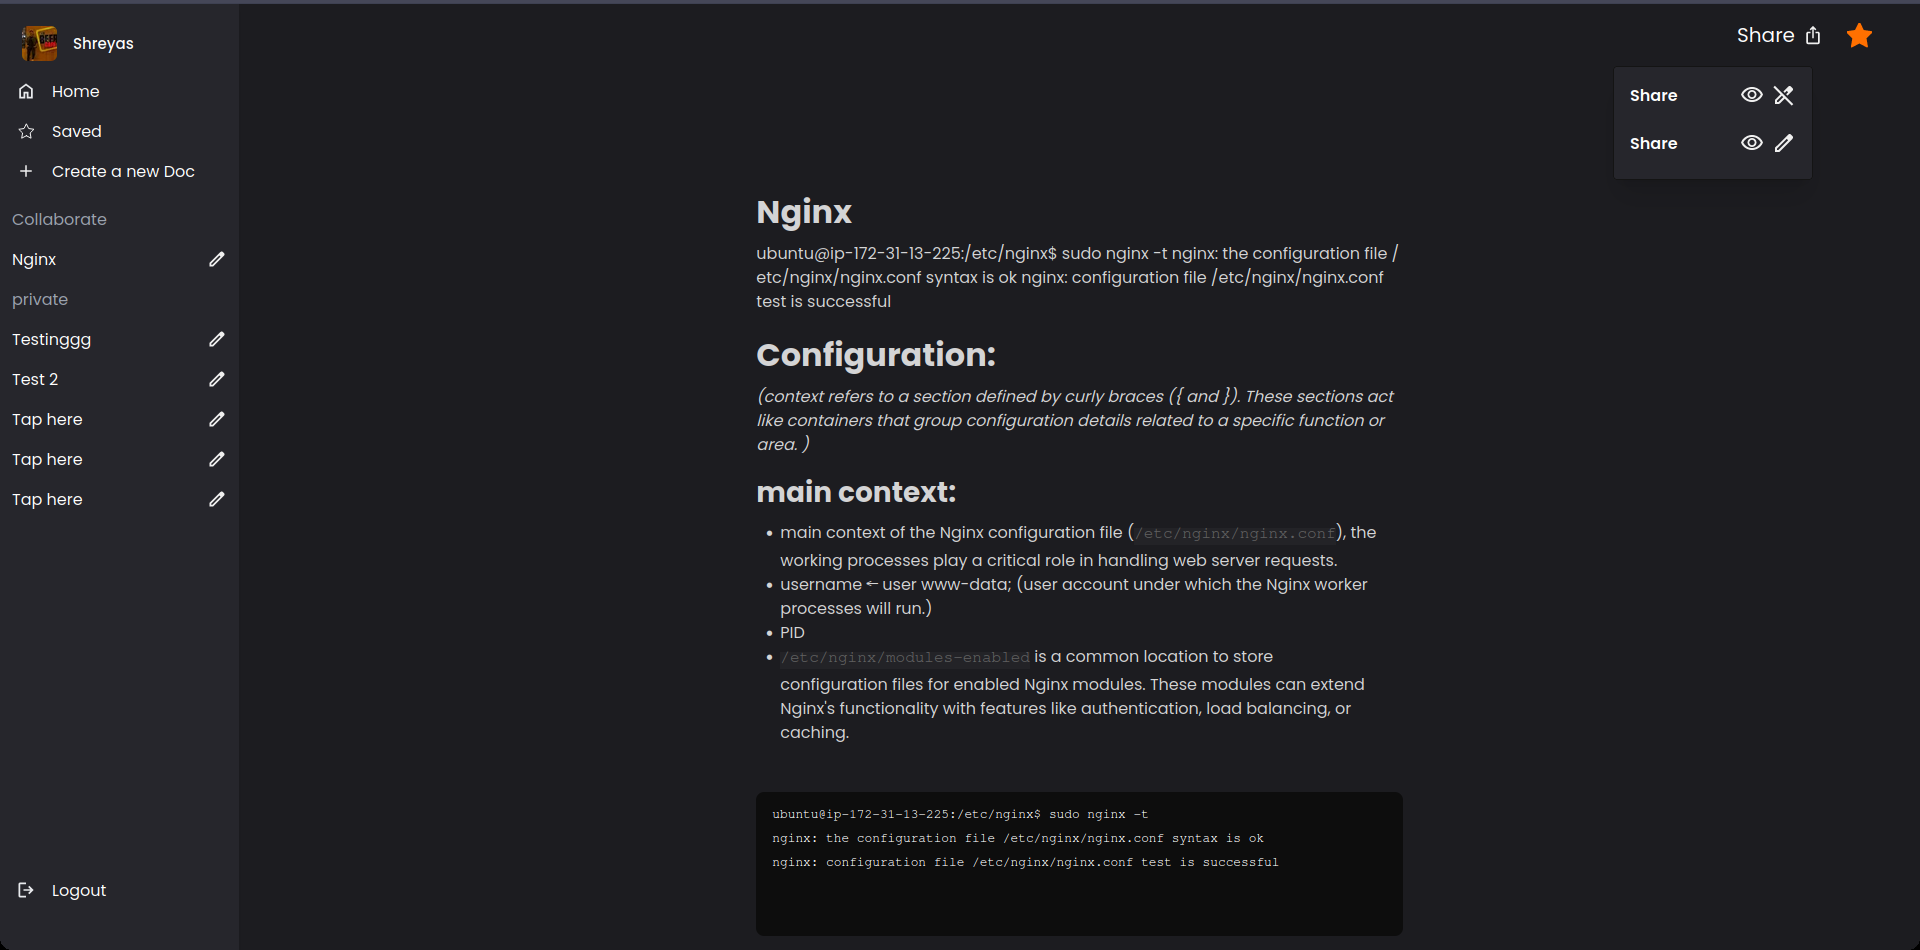 Shreyas
Home
Saved
Create a new Doc
Collaborate
Nginx
private
Testinggg
Test 2
Tap here
Tap here
Tap here
Logout
Share
Share
Share
Nginx
ubuntu@ip-172-31-13-225:/etc/nginx$ sudo nginx -t nginx: the configuration file /
etc/nginx/nginx.conf syntax is ok nginx: configuration file /etc/nginx/nginx.conf
test is successful
Configuration:
(context refers to a section defined by curly braces ({ and }). These sections act
like containers that group configuration details related to a specific function or
area. )
main context:
• main context of the Nginx configuration file (/etc/nginx/nginx.conf), the
working processes play a critical role in handling web server requests.
• username ← user www-data; (user account under which the Nginx worker
processes will run.)
• PID
• /etc/nginx/modules-enabled is a common location to store
configuration files for enabled Nginx modules. These modules can extend
Nginx's functionality with features like authentication, load balancing, or
caching.
ubuntu@ip-172-31-13-225:/etc/nginx$ sudo nginx -t
nginx: the configuration file /etc/nginx/nginx.conf syntax is ok
nginx: configuration file /etc/nginx/nginx.conf test is successful